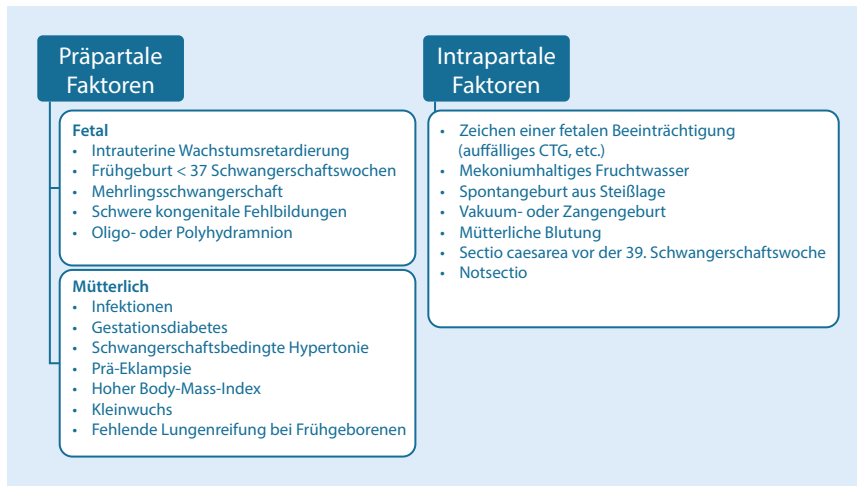 Präpartale
Faktoren
Fetal
• Intrauterine Wachstumsretardierung
• Frühgeburt < 37 Schwangerschaftswochen
• Mehrlingsschwangerschaft
• Schwere kongenitale Fehlbildungen
• Oligo- oder Polyhydramnion
Mütterlich
• Infektionen
• Gestationsdiabetes
• Schwangerschaftsbedingte Hypertonie
• Prä-Eklampsie
• Hoher Body-Mass-Index
• Kleinwuchs
• Fehlende Lungenreifung bei Frühgeborenen
Intrapartale
Faktoren
• Zeichen einer fetalen Beeinträchtigung
(auffälliges CTG, etc.)
• Mekoniumhaltiges Fruchtwasser
• Spontangeburt aus Steißlage
• Vakuum- oder Zangengeburt
• Mütterliche Blutung
• Sectio caesarea vor der 39. Schwangerschaftswoche
• Notsectio